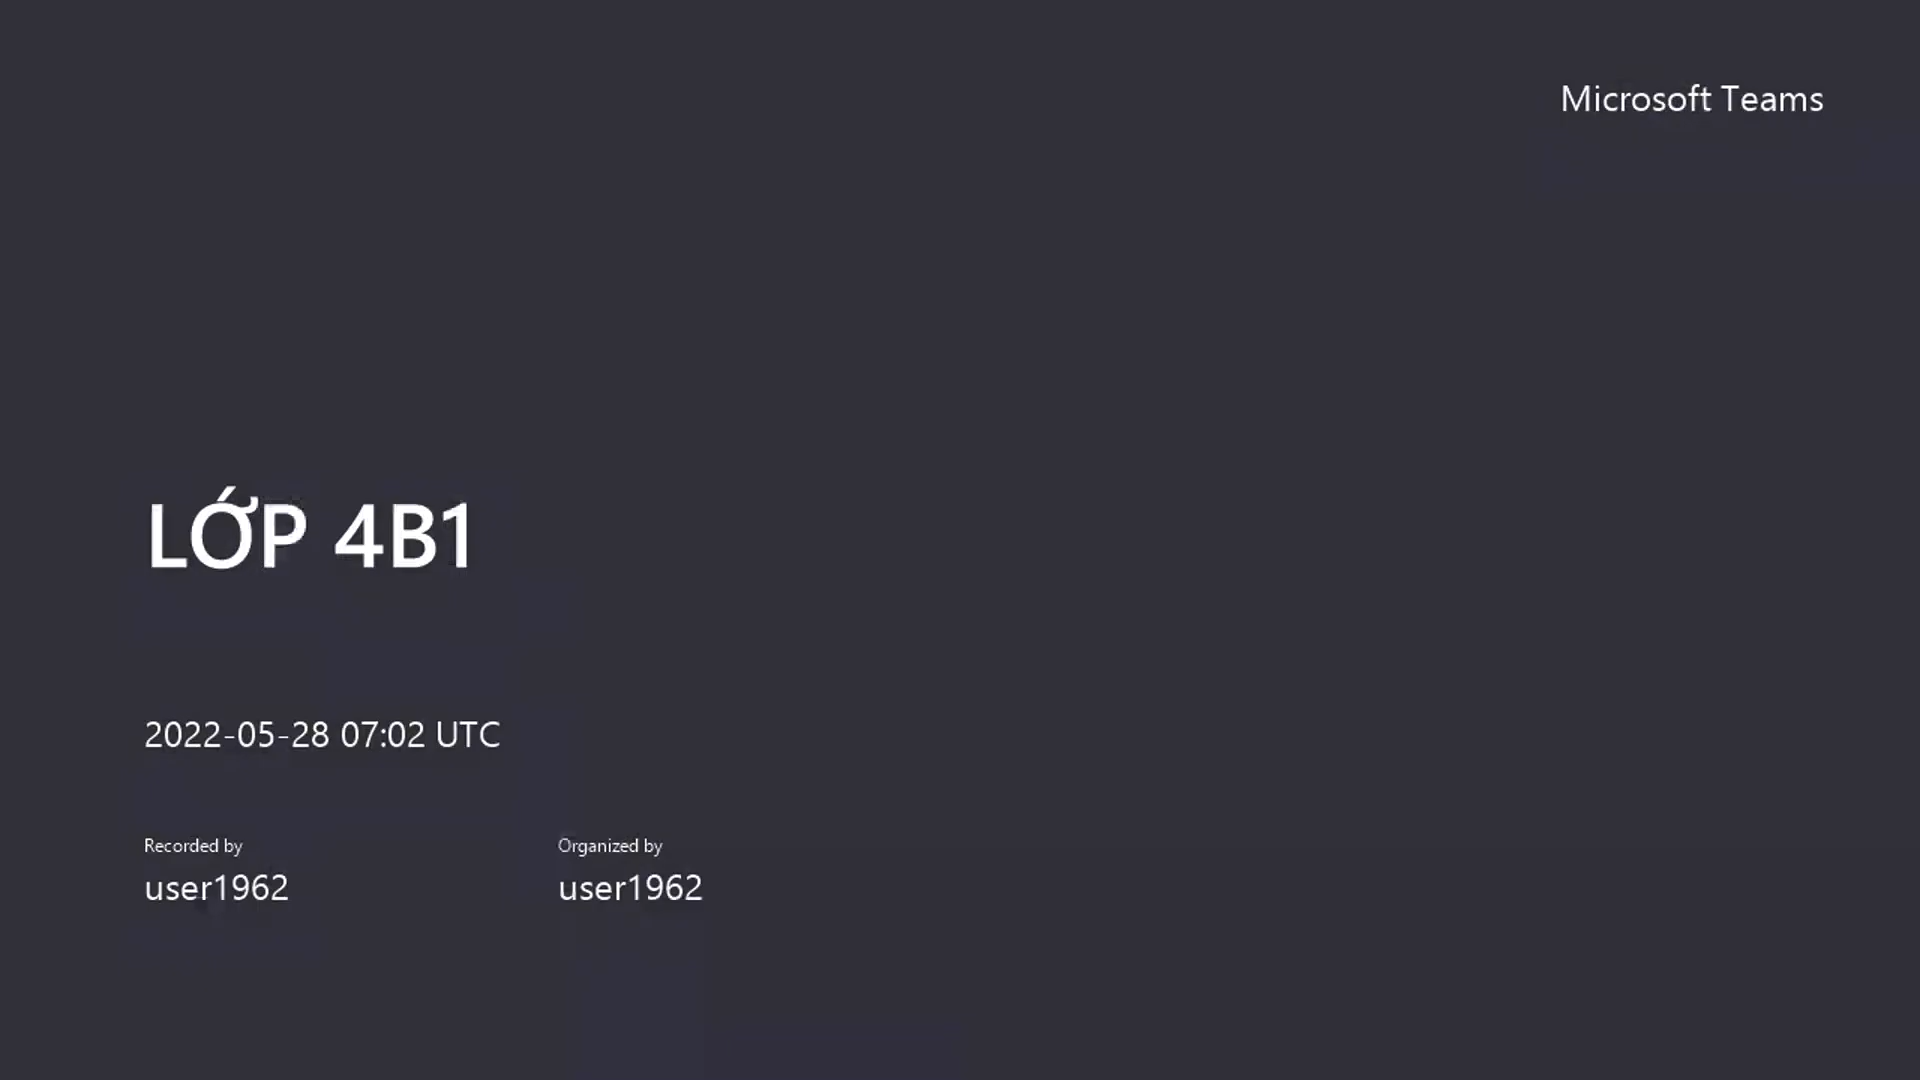 Microsoft Teams
LỚP 4B1
2022-05-28 07:02 UTC
Recorded by
Organized by
user1962
user1962